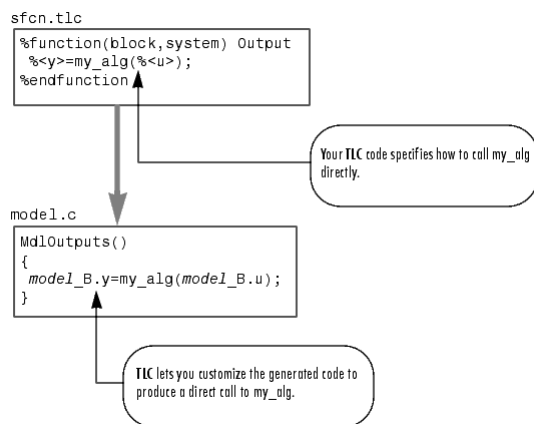 sfcn.tlc
%function(block,system) Output
%<y>=my_alg(%<u>);
%endfunction
Your TLC code specifies how to call my_alg
directly.
model.c
MdlOutputs()
{
model_B.y=my_alg(model_B.u);
}
TLC lets you customize the generated code to
produce a direct call to my_alg.